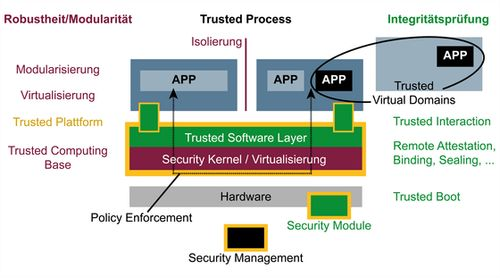 Robustheit/Modularität
Trusted Process
Integritätsprüfung
Isolierung
APP
Modularisierung
APP
APP
APP
Trusted
Virtual Domains
Virtualisierung
Trusted Plattform
Trusted Interaction
Trusted Software Layer
Trusted Computing
Base
Security Kernel / Virtualisierung
Remote Attestation,
Binding, Sealing, ...
Hardware
Trusted Boot
Policy Enforcement
Security Module
Security Management